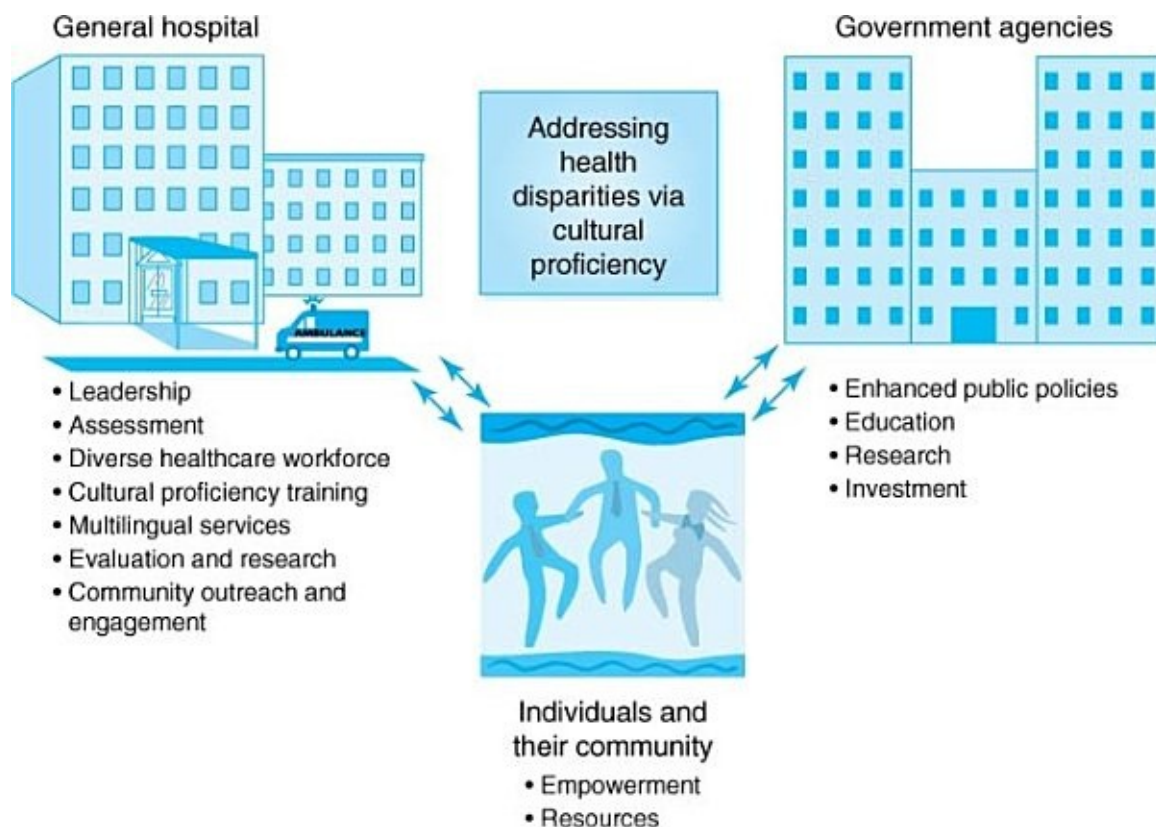 General hospital
Government agencies
Addressing
health
disparities via
cultural
proficiency
AMBULANCE
• Leadership
• Assessment
• Diverse healthcare workforce
• Cultural proficiency training
• Multilingual services
• Evaluation and research
• Community outreach and
engagement
• Enhanced public policies
• Education
• Research
• Investment
Individuals and
their community
• Empowerment
• Resources